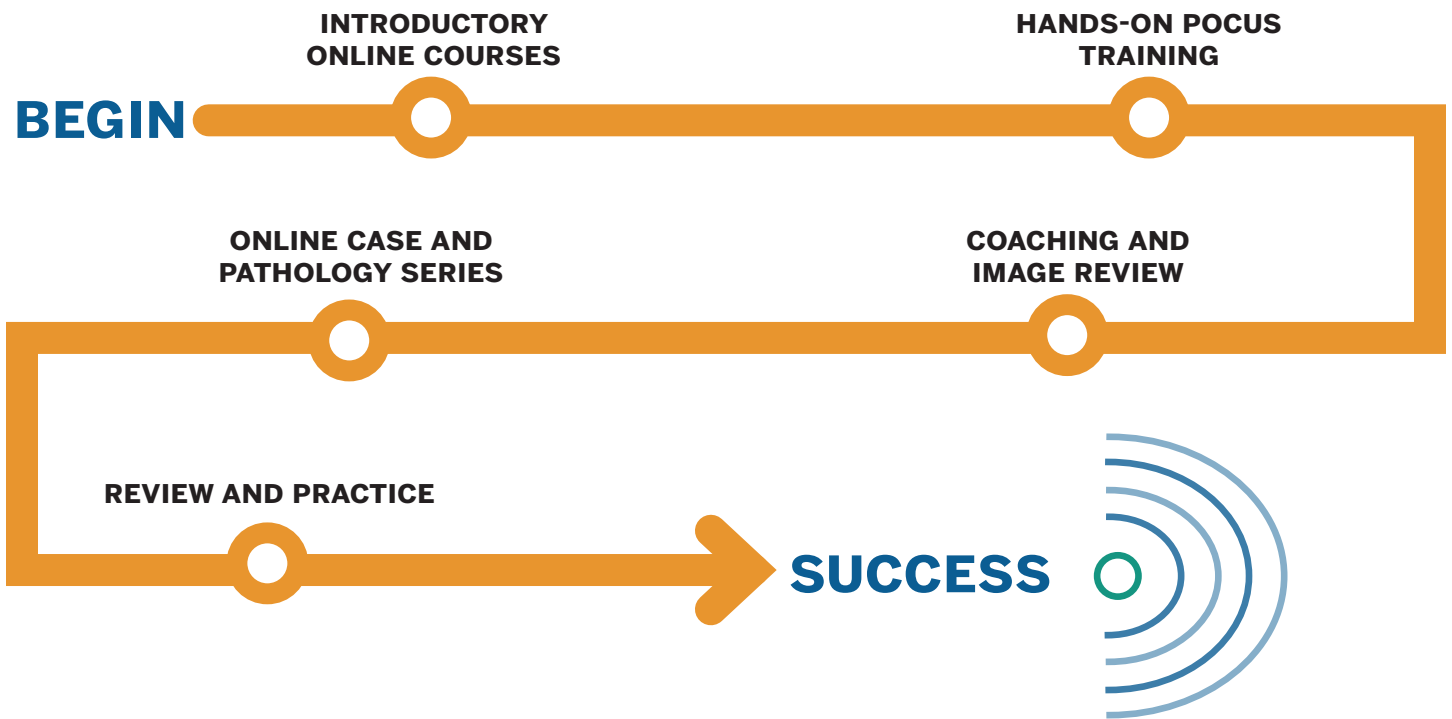 INTRODUCTORY
ONLINE COURSES
HANDS-ON POCUS
TRAINING
BEGIN
COACHING AND
IMAGE REVIEW
ONLINE CASE AND
PATHOLOGY SERIES
REVIEW AND PRACTICE
SUCCESS